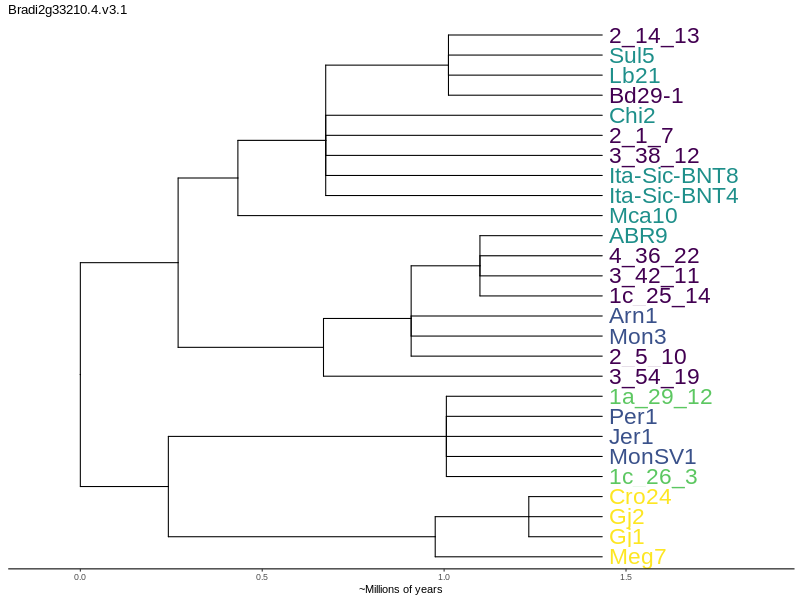 Bradi2g33210.4.v3.1
2_14_13
Sul5
Lb21
Bd29-1
Chi2
2_1_7
3_38_12
Ita-Sic-BNT8
Ita-Sic-BNT4
Mca10
ABR9
4_36_22
3_42_11
1c_25_14
Arn1
Mon3
2_5_10
3_54_19
1a_29_12
Per1
Jer1
MonSV1
1c_26_3
Cro24
Gj2
Gj1
Meg7
0.0 0.5 1.0 1.5
~Millions of years